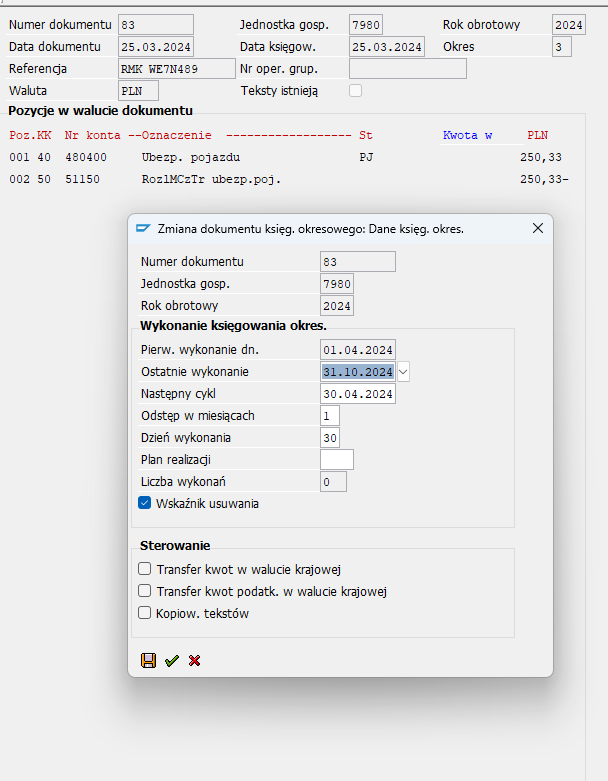 Numer dokumentu 83 Jednostka gosp. 7980 Rok obrotowy 2024
Data dokumentu 25.03.2024 Data księgow. 25.03.2024 Okres 3
Referencja RMK WE7N489 Nr oper. grup.
Waluta PLN Teksty istnieją
Pozycje w walucie dokumentu
Poz.KK Nr konta --Oznaczenie ------------------ St Kwota w PLN
001 40 480400 Ubezp. pojazdu PJ 250,33
002 50 51150 RozlMCzTr ubezp.poj. 250,33-
Zmiana dokumentu księg. okresowego: Dane księg. okres.
Numer dokumentu 83
Jednostka gosp. 7980
Rok obrotowy 2024
Wykonanie księgowania okres.
Pierw. wykonanie dn. 01.04.2024
Ostatnie wykonanie 31.10.2024
Następny cykl 30.04.2024
Odstęp w miesiącach 1
Dzień wykonania 30
Plan realizacji
Liczba wykonań 0
Wskaźnik usuwania
Sterowanie
Transfer kwot w walucie krajowej
Transfer kwot podatk. w walucie krajowej
Kopiow. tekstów